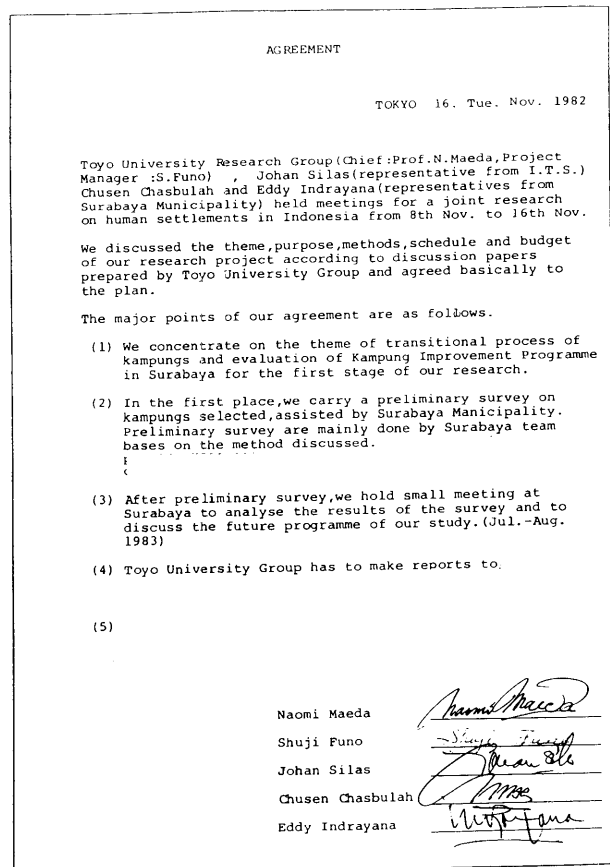 AGREEMENT
TOKYO 16. Tue. Nov. 1982
Toyo University Research Group(Chief:Prof.N.Maeda,Project
Manager :S.Funo) , Johan Silas(representative from I.T.S.)
Chusen Chasbulah and Eddy Indrayana(representatives from
Surabaya Municipality) held meetings for a joint research
on human settlements in Indonesia from 8th Nov. to 16th Nov.
We discussed the theme,purpose,methods,schedule and budget
of our research project according to discussion papers
prepared by Toyo University Group and agreed basically to
the plan.
The major points of our agreement are as follows.
(1) We concentrate on the theme of transitional process of
kampungs and evaluation of Kampung Improvement Programme
in Surabaya for the first stage of our research.
(2) In the first place,we carry a preliminary survey on
kampungs selected,assisted by Surabaya Manicipality.
Preliminary survey are mainly done by Surabaya team
bases on the method discussed.
(3) After preliminary survey,we hold small meeting at
Surabaya to analyse the results of the survey and to
discuss the future programme of our study.(Jul.-Aug.
1983)
(4) Toyo University Group has to make reports to
(5)
Naomi Maeda Naomi Maeda
Shuji Funo Shuji Funo
Johan Silas
Chusen Chasbulah
Eddy Indrayana